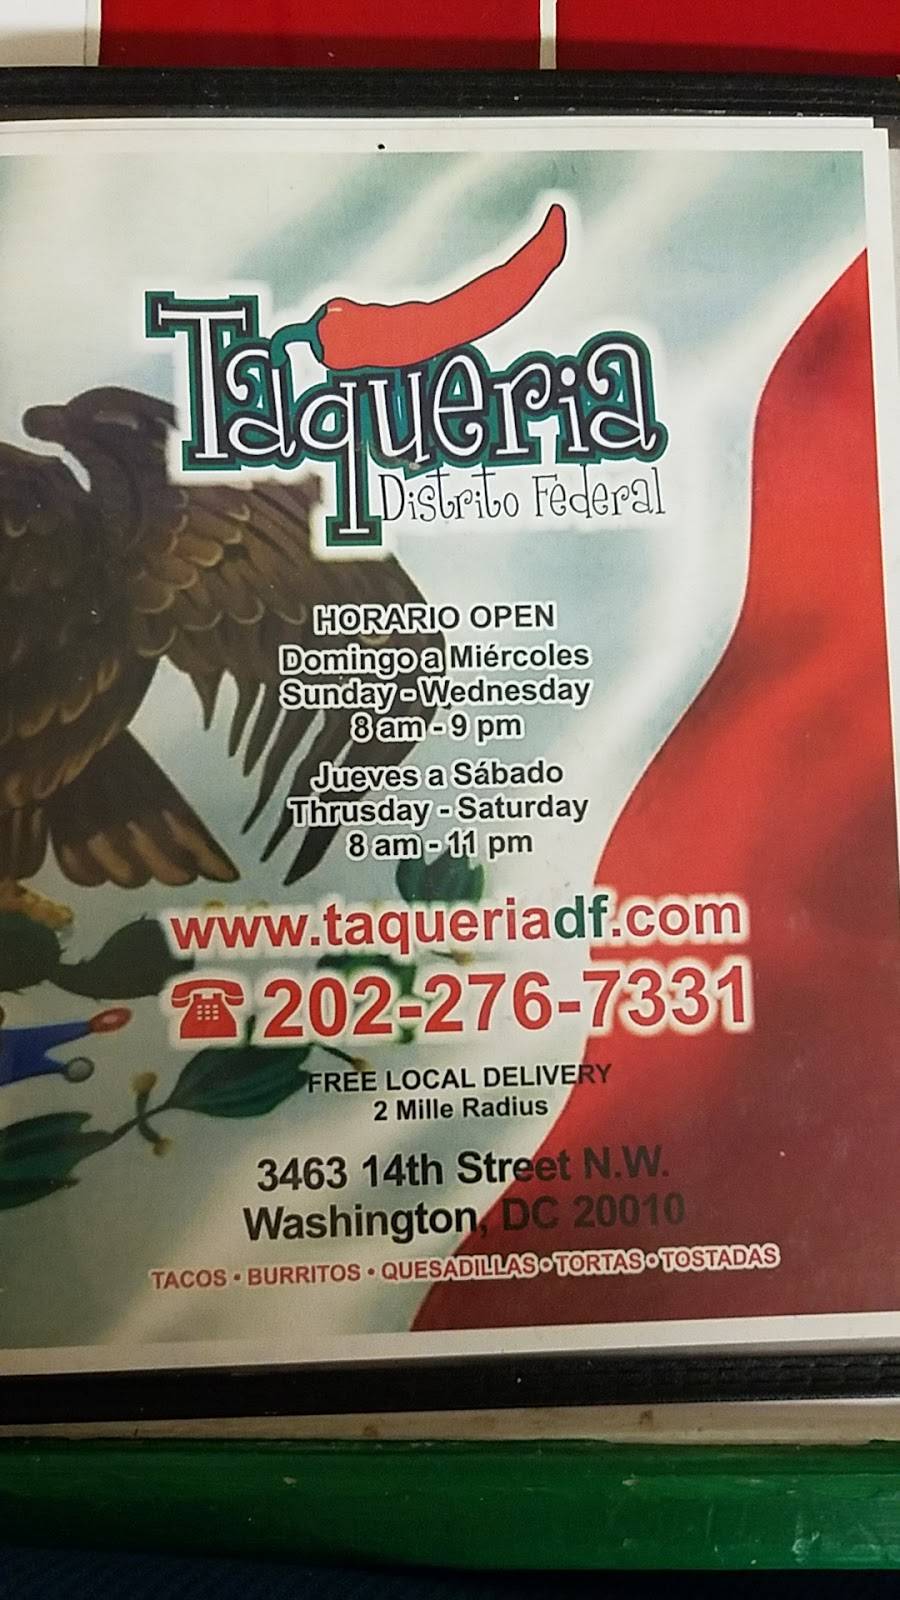 Taqueria
Distrito Federal
HORARIO OPEN
Domingo a Miércoles
Sunday - Wednesday
8 am - 9 pm
Jueves a Sábado
Thrusday - Saturday
8 am - 11 pm
www.taqueriadf.com
202-276-7331
FREE LOCAL DELIVERY
2 Mille Radius
3463 14th Street N.W.
Washington, DC 20010
TACOS • BURRITOS • QUESADILLAS • TORTAS • TOSTADAS